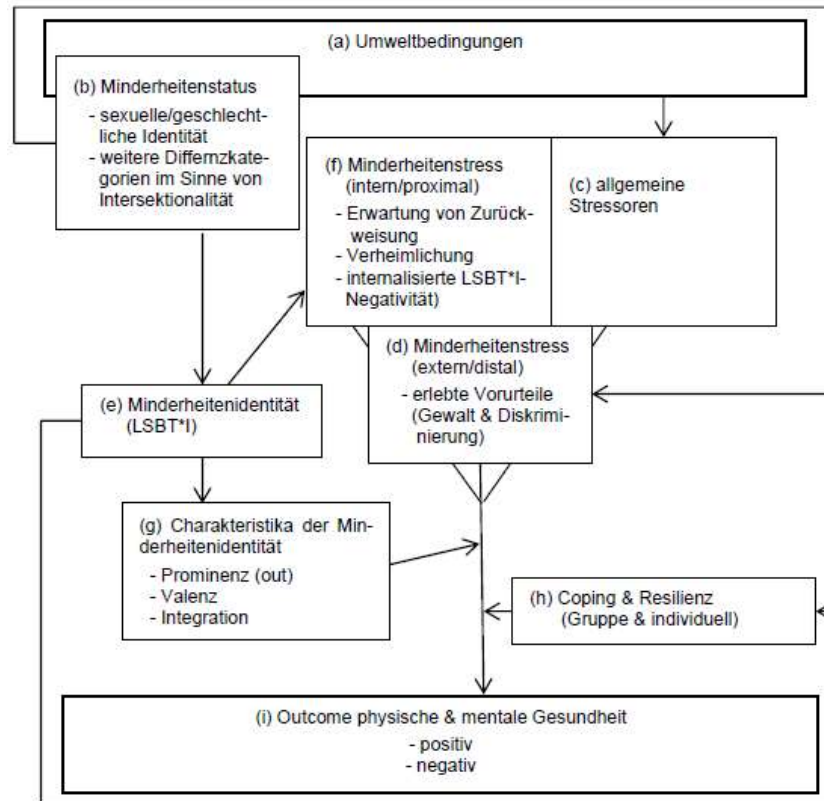 (a) Umweltbedingungen
(b) Minderheitenstatus
- sexuelle/geschlecht-
liche Identität
- weitere Differnzkate-
gorien im Sinne von
Intersektionalität
(f) Minderheitenstress
(intern/proximal)
- Erwartung von Zurück-
weisung
- Verheimlichung
- internalisierte LSBT*I-
Negativität)
(c) allgemeine
Stressoren
(d) Minderheitenstress
(extern/distal)
- erlebte Vorurteile
(Gewalt & Diskrimi-
nierung)
(e) Minderheitenidentität
(LSBT*I)
(g) Charakteristika der Min-
derheitenidentität
- Prominenz (out)
- Valenz
- Integration
(h) Coping & Resilienz
(Gruppe & individuell)
(i) Outcome physische & mentale Gesundheit
- positiv
- negativ